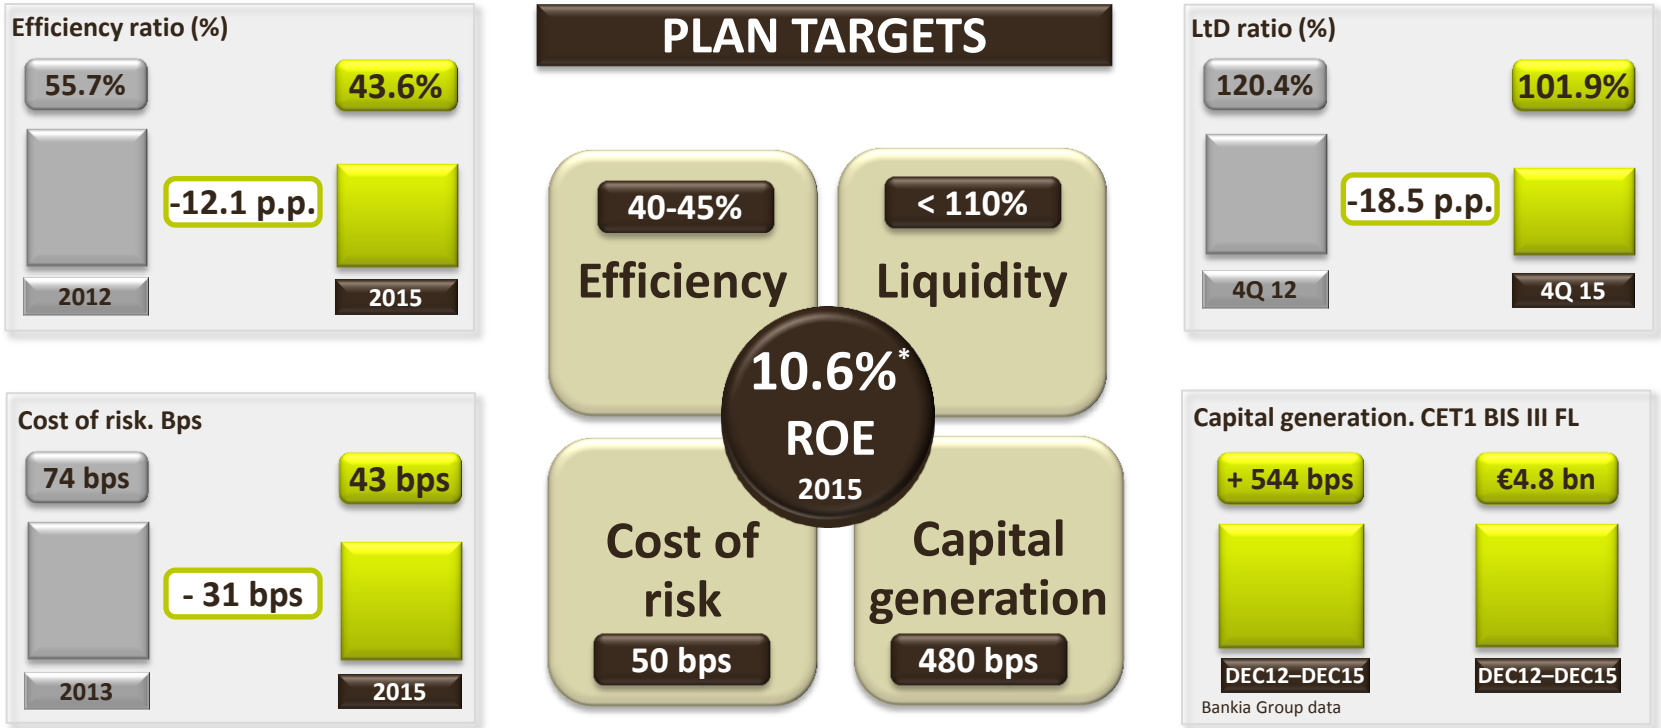 Efficiency ratio (%)
55.7%
43.6%
-12.1 p.p.
2012
2015
PLAN TARGETS
LtD ratio (%)
120.4%
101.9%
-18.5 p.p.
4Q 12
4Q 15
40-45%
Efficiency
< 110%
Liquidity
10.6%*
ROE
2015
Cost of
risk
50 bps
Capital
generation
480 bps
Cost of risk. Bps
74 bps
43 bps
- 31 bps
2013
2015
Capital generation. CET1 BIS III FL
+ 544 bps
€4.8 bn
DEC12–DEC15
DEC12–DEC15
Bankia Group data